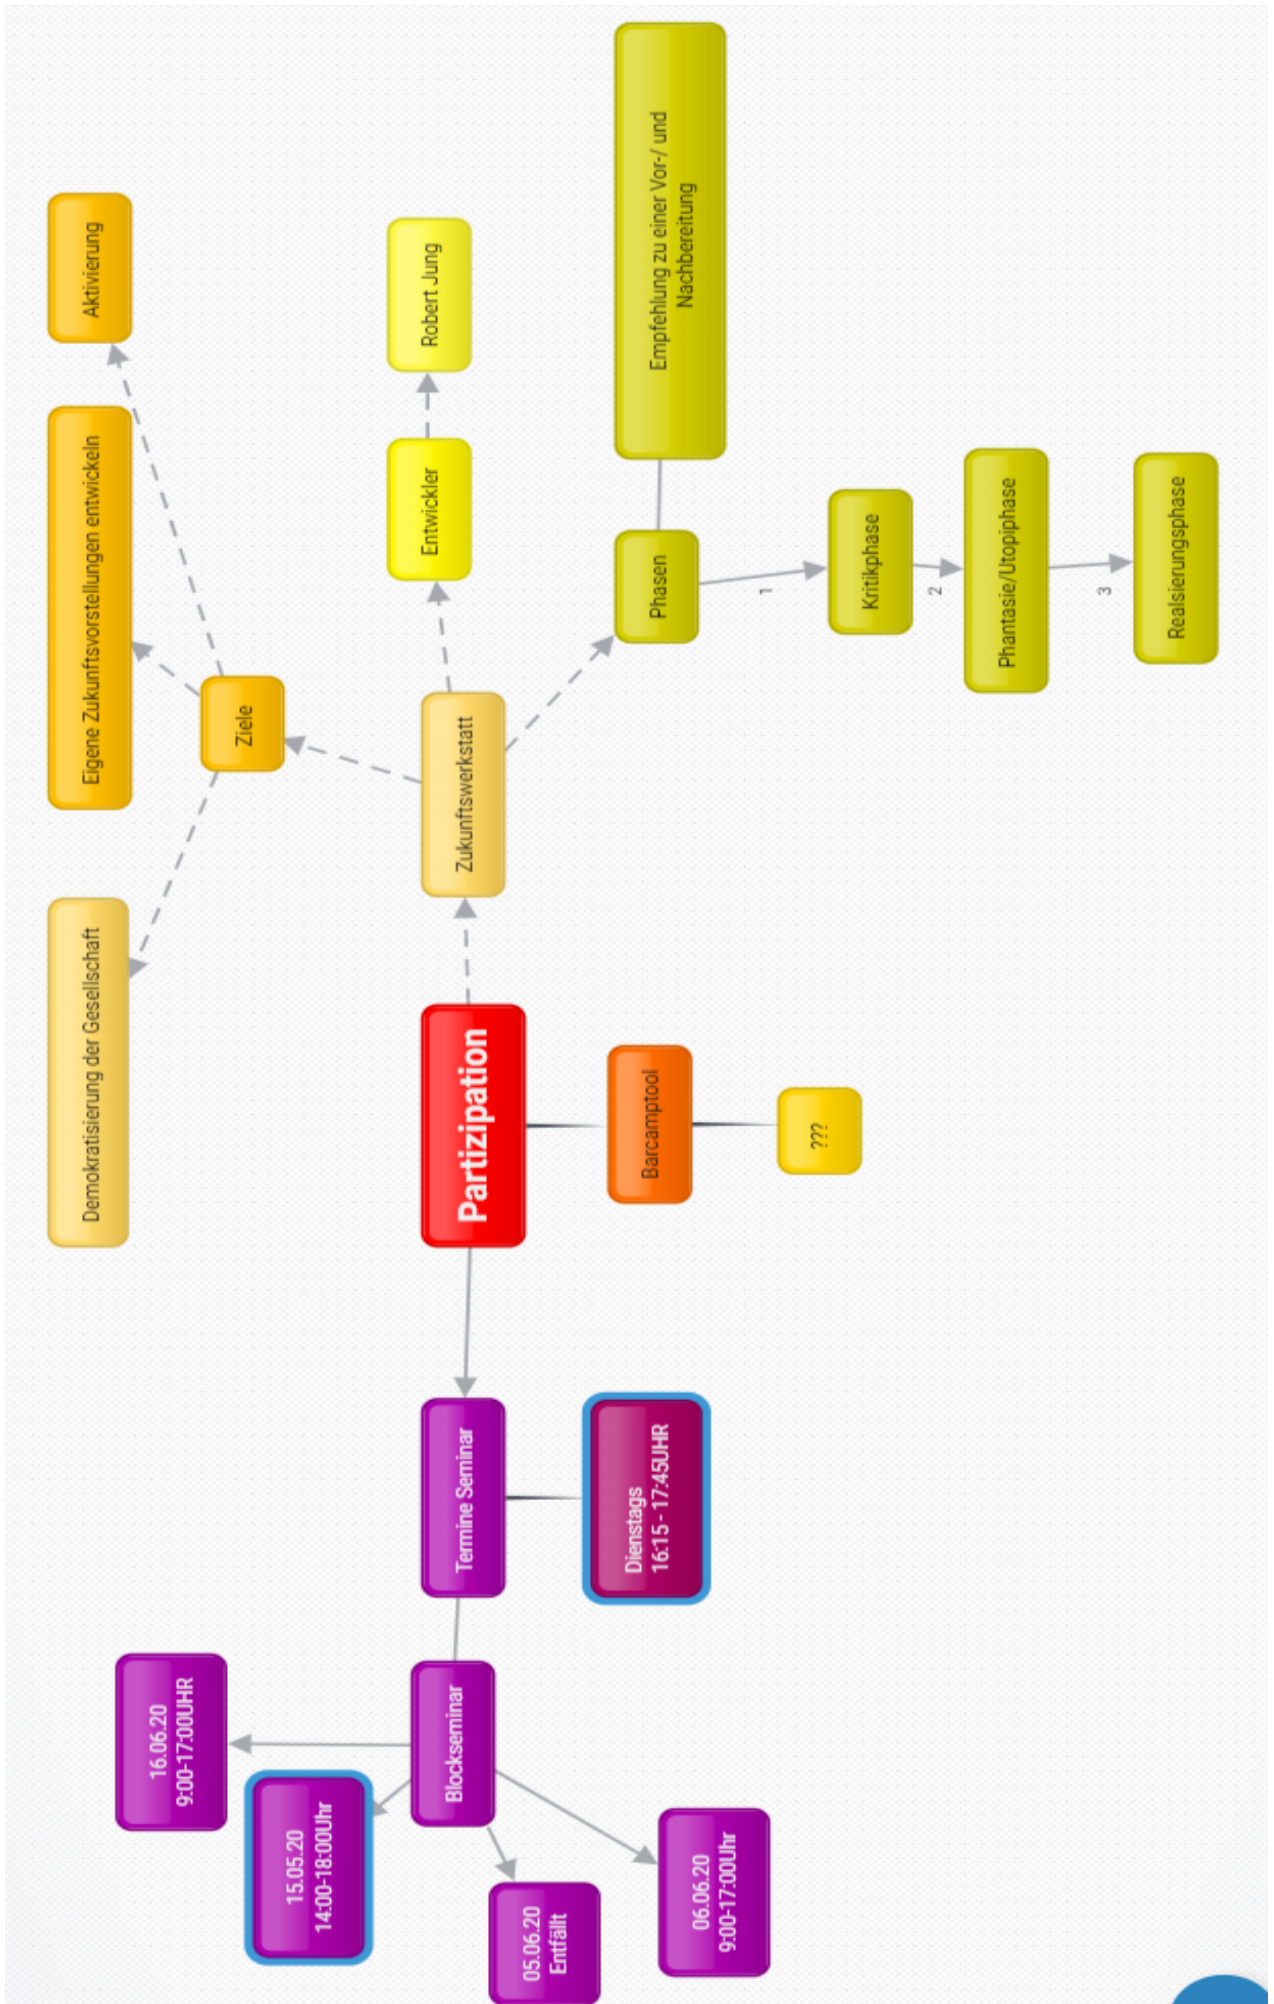 Demokratisierung der Gesellschaft
Eigene Zukunftsvorstellungen entwickeln
Aktivierung
Ziele
16.06.20
9:00-17:00UHR
15.05.20
14:00-18:00Uhr
Blockseminar
Termine Seminar
Partizipation
Zukunftswerkstatt
Entwickler
Robert Jung
05.06.20
Entfällt
Dienstags
16:15 - 17:45UHR
Barcamptool
Phasen
Empfehlung zu einer Vor-/ und
Nachbereitung
06.06.20
9:00-17:00Uhr
???
1
Kritikphase
2
Phantasie/Utopiphase
3
Realsierungsphase